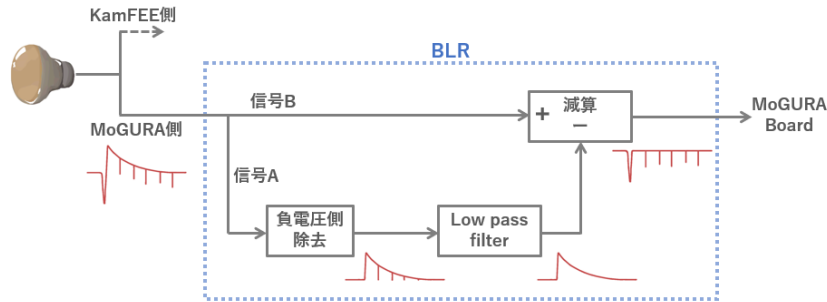 KamFEE側
BLR
信号B
+ 減算
−
MoGURA
Board
MoGURA側
信号A
負電圧側
除去
Low pass
filter